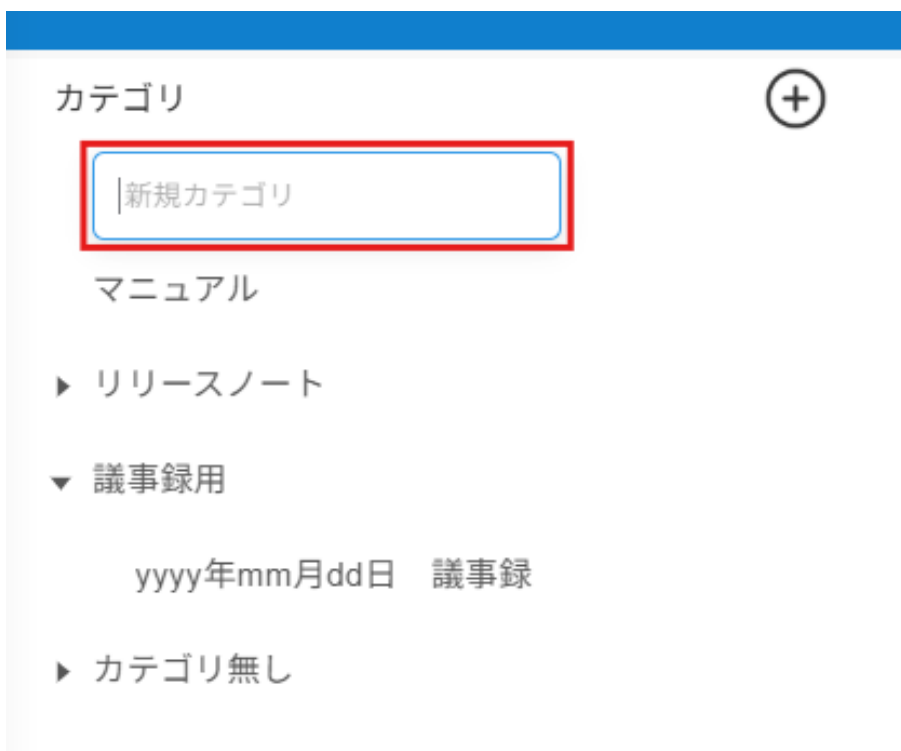 カテゴリ
新規カテゴリ
マニュアル
リリースノート
議事録用
yyyy年mm月dd日　議事録
カテゴリ無し